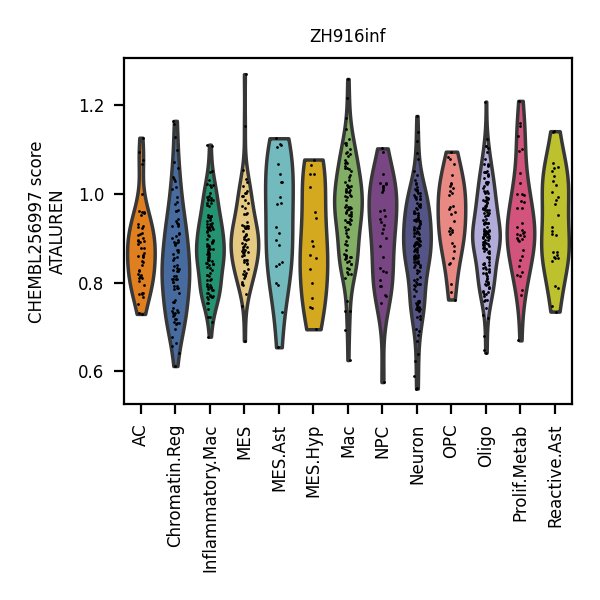 ZH916inf
CHEMBL256997 score
ATALUREN
1.2
1.0
0.8
0.6
AC
Chromatin.Reg
Inflammatory.Mac
MES
MES.Ast
MES.Hyp
Mac
NPC
Neuron
OPC
Oligo
Prolif.Metab
Reactive.Ast